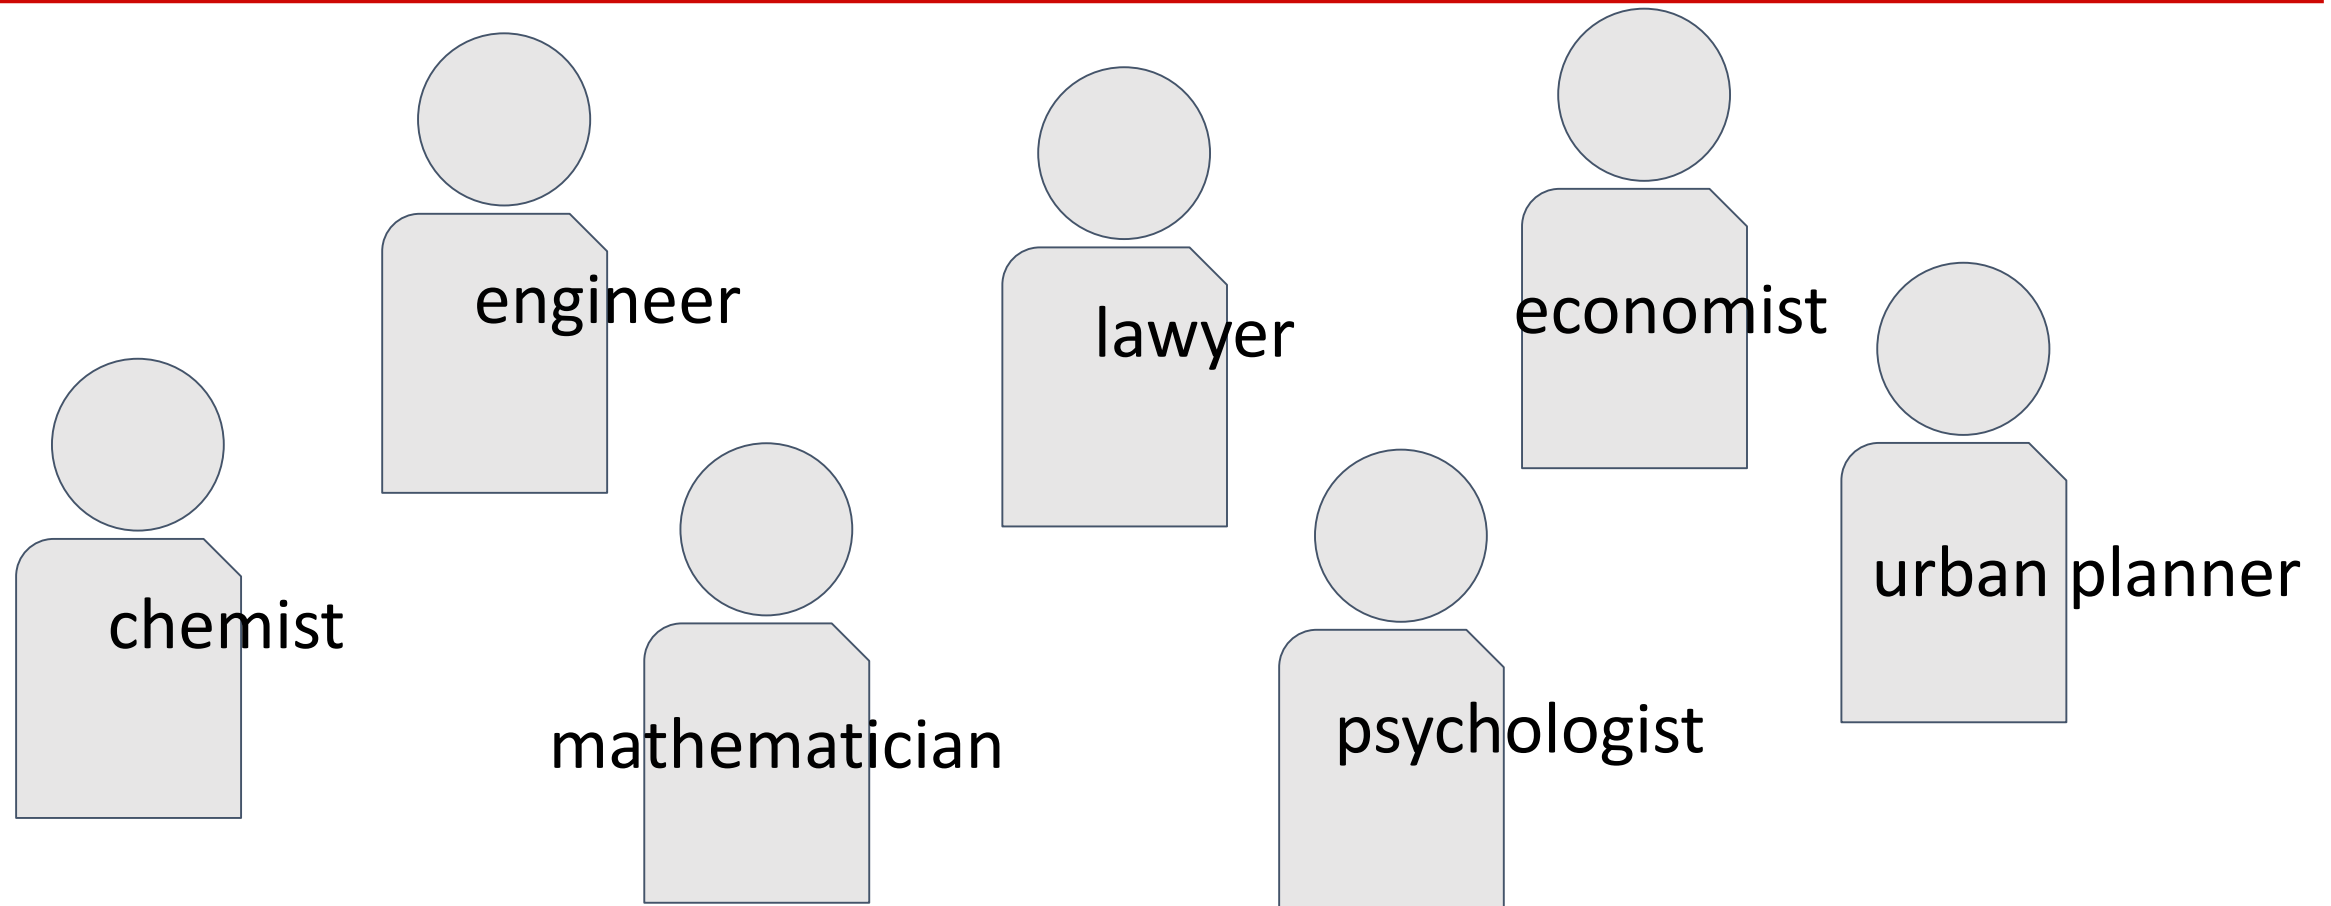 engineer
lawyer
economist
urban planner
chemist
mathematician
psychologist